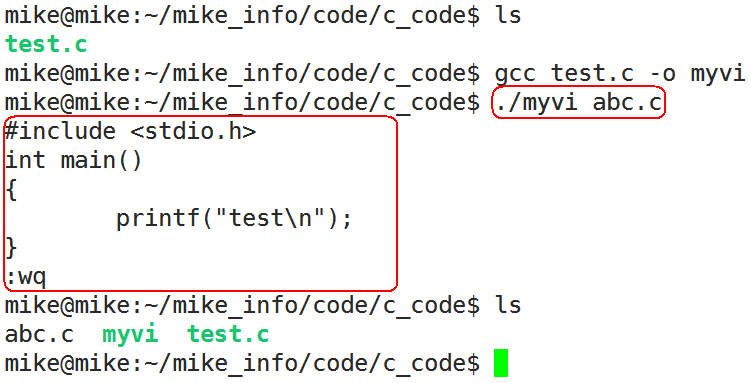 mike@mike:~/mike_info/code/c_code$ ls
test.c
mike@mike:~/mike_info/code/c_code$ gcc test.c -o myvi
mike@mike:~/mike_info/code/c_code$ ./myvi abc.c
#include <stdio.h>
int main()
{
        printf("test\n");
}
:wq
mike@mike:~/mike_info/code/c_code$ ls
abc.c  myvi  test.c
mike@mike:~/mike_info/code/c_code$